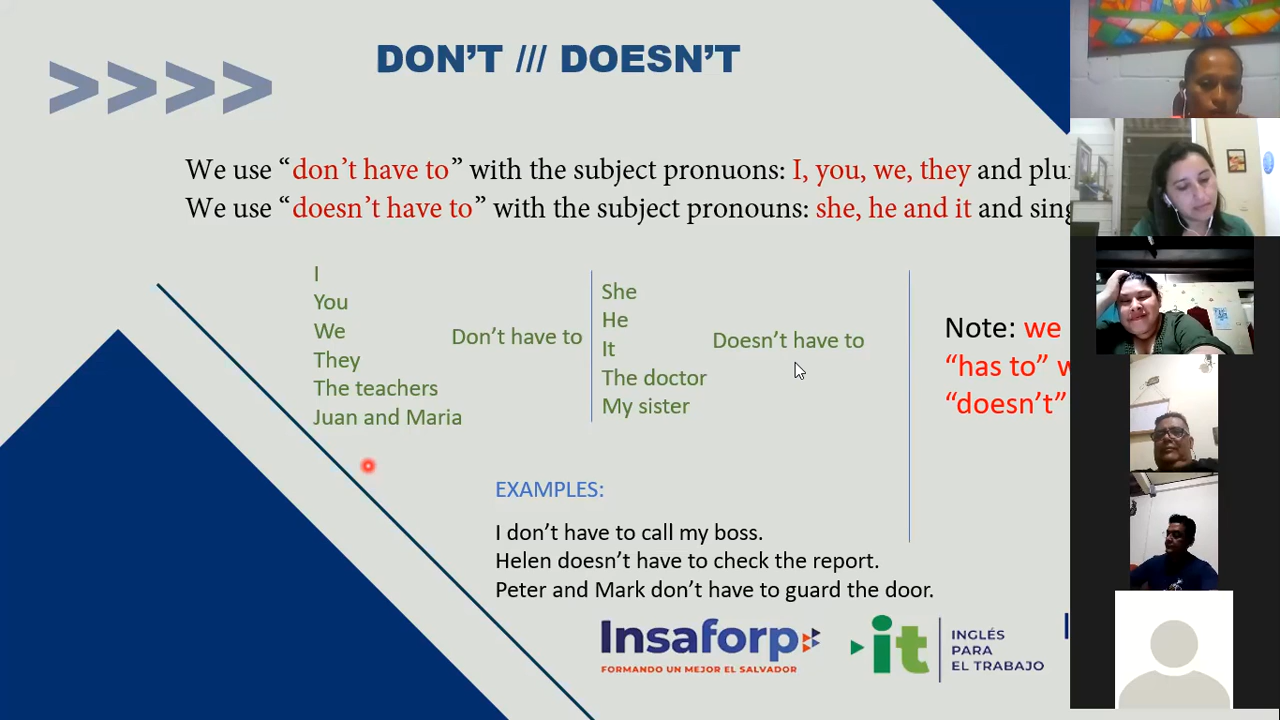 DON'T /// DOESN'T
>>>>
We use “don't have to” with the subject pronuons: I, you, we, they and
We use “doesn't have to” with the subject pronouns: she, he and it and
I
You
We
They
The teachers
Juan and Maria
Don't have to
She
He
It
The doctor
My sister
Doesn't have to
Note: we
“has to”
“doesn't”
EXAMPLES:
I don't have to call my boss.
Helen doesn't have to check the report.
Peter and Mark don't have to guard the door.
Insaforp
FORMANDO UN MEJOR EL SALVADOR
it
INGLÉS
PARA
EL TRABAJO